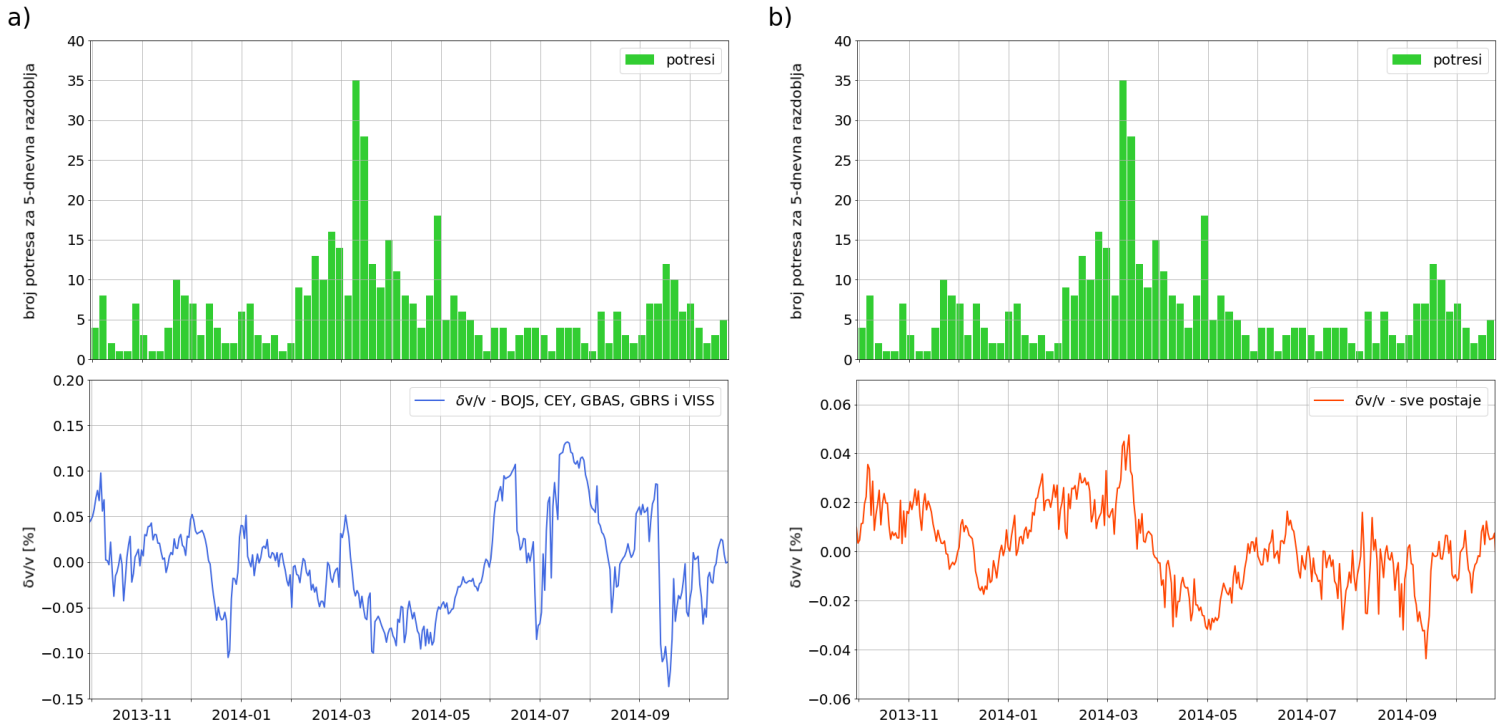 a)
broj potresa za 5-dnevna razdoblja
40
35
30
25
20
15
10
5
0
potresi
δv/v [%]
0.20
0.15
0.10
0.05
0.00
−0.05
−0.10
−0.15
δv/v - BOJS, CEY, GBAS, GBRS i VISS
2013-11 2014-01 2014-03 2014-05 2014-07 2014-09
b)
broj potresa za 5-dnevna razdoblja
40
35
30
25
20
15
10
5
0
potresi
δv/v [%]
0.06
0.04
0.02
0.00
−0.02
−0.04
−0.06
δv/v - sve postaje
2013-11 2014-01 2014-03 2014-05 2014-07 2014-09